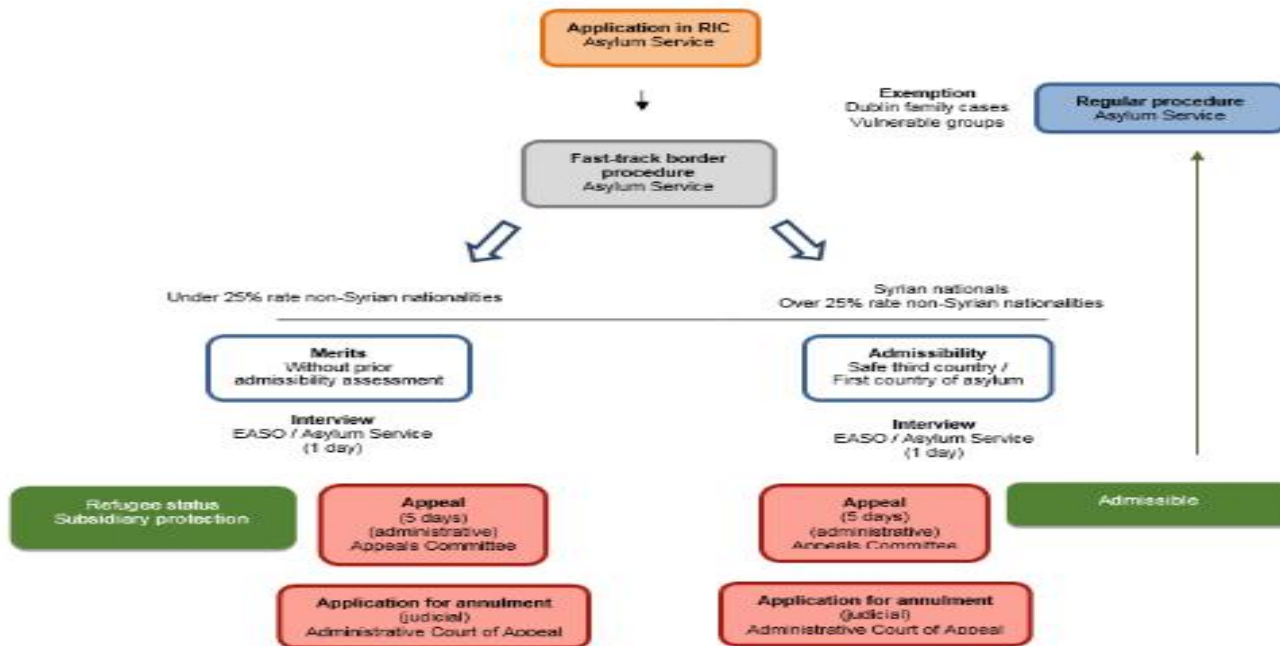 Application in RIC
Asylum Service
Exemption
Dublin family cases
Vulnerable groups
Regular procedure
Asylum Service
Fast-track border
procedure
Asylum Service
Under 25% rate non-Syrian nationalities
Syrian nationals
Over 25% rate non-Syrian nationalities
Merits
Without prior
admissibility assessment
Admissibility
Safe third country /
First country of asylum
Interview
EASO / Asylum Service
(1 day)
Interview
EASO / Asylum Service
(1 day)
Refugee status
Subsidiary protection
Appeal
(5 days)
(administrative)
Appeals Committee
Appeal
(5 days)
(administrative)
Appeals Committee
Admissible
Application for annulment
(judicial)
Administrative Court of Appeal
Application for annulment
(judicial)
Administrative Court of Appeal